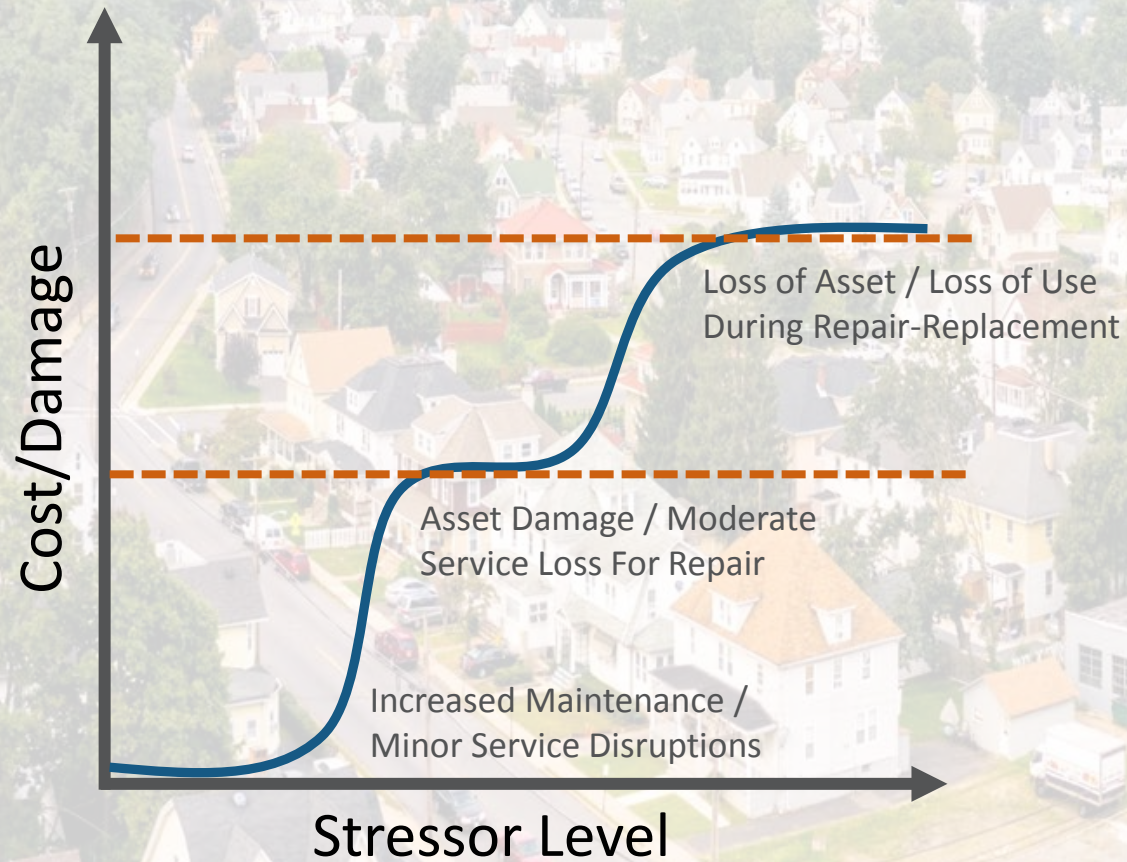 Cost/Damage
Loss of Asset / Loss of Use
During Repair-Replacement
Asset Damage / Moderate
Service Loss For Repair
Increased Maintenance /
Minor Service Disruptions
Stressor Level